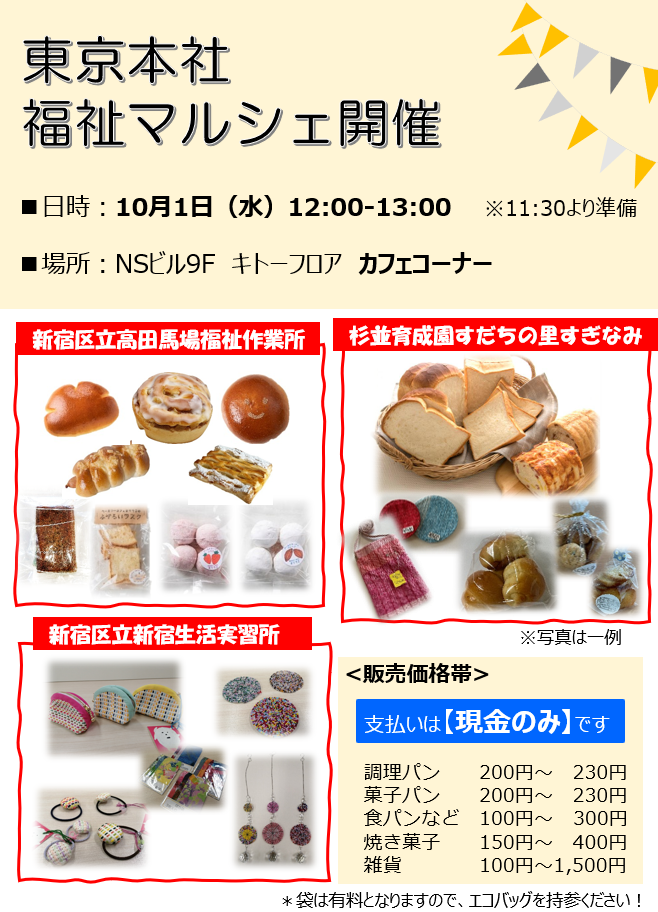 東京本社
福祉マルシェ開催
■日時：10月1日（水）12:00-13:00　※11:30より準備
■場所：NSビル9F　キトーフロア　カフェコーナー
新宿区立高田馬場福祉作業所
杉並育成園すだちの里すぎなみ
新宿区立新宿生活実習所
※写真は一例
<販売価格帯>
支払いは【現金のみ】です
調理パン　200円～　230円
菓子パン　200円～　230円
食パンなど　100円～　300円
焼き菓子　150円～　400円
雑貨　100円～1,500円
＊袋は有料となりますので、エコバッグを持参ください！